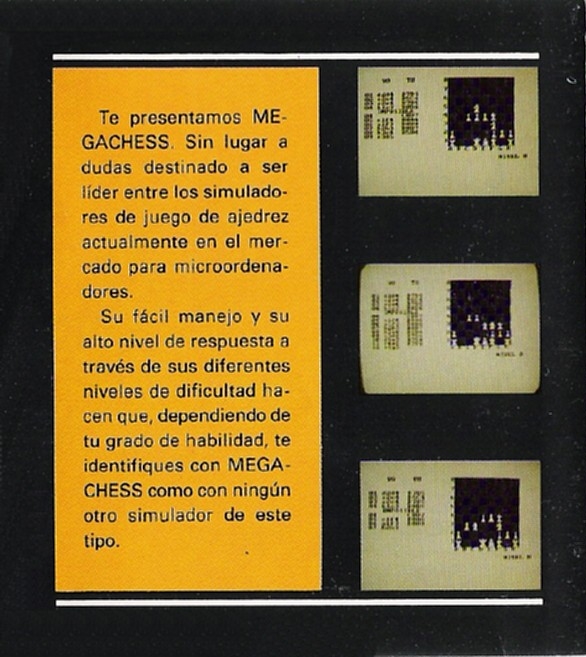 Te presentamos ME-
GACHESS. Sin lugar a
dudas destinado a ser
líder entre los simulado-
res de juego de ajedrez
actualmente en el mer-
cado para microordena-
dores.
Su fácil manejo y su
alto nivel de respuesta a
través de sus diferentes
niveles de dificultad ha-
cen que, dependiendo de
tu grado de habilidad, te
identifiques con MEGA-
CHESS como con ningún
otro simulador de este
tipo.